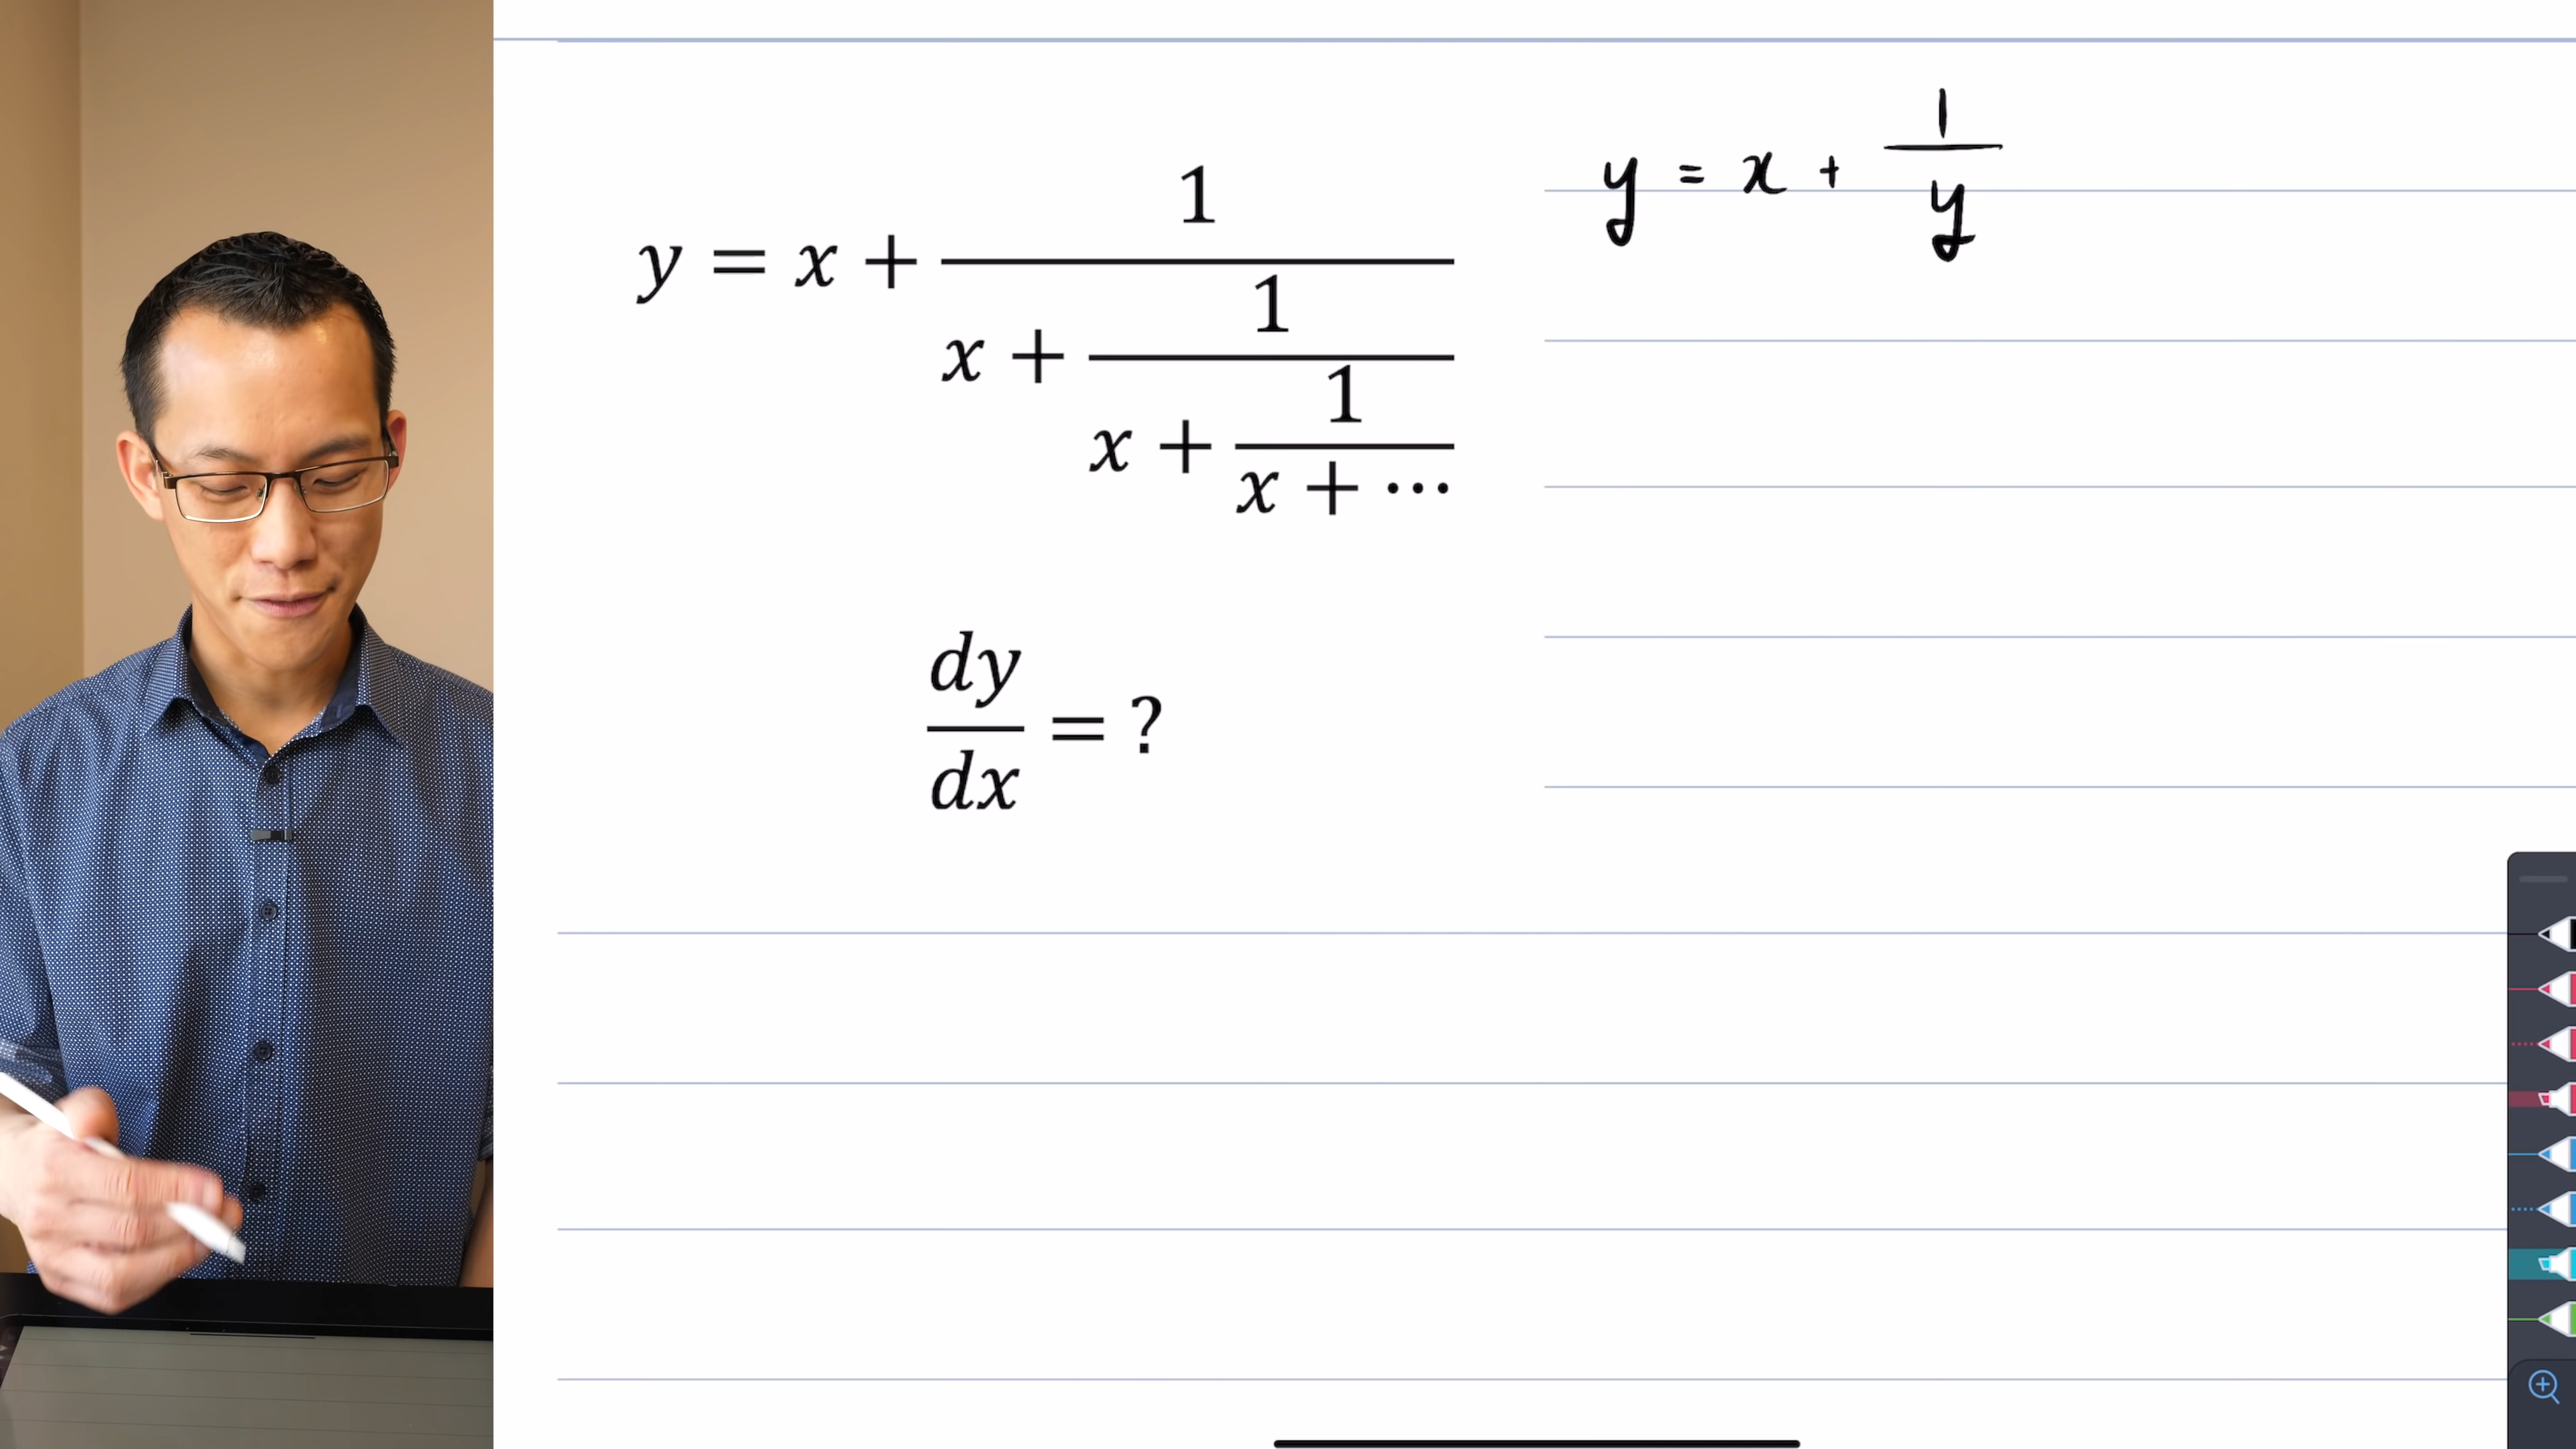 y = x + 1/(x + 1/(x + 1/(x + ⋯)))
dy/dx = ?
y = x + 1/y